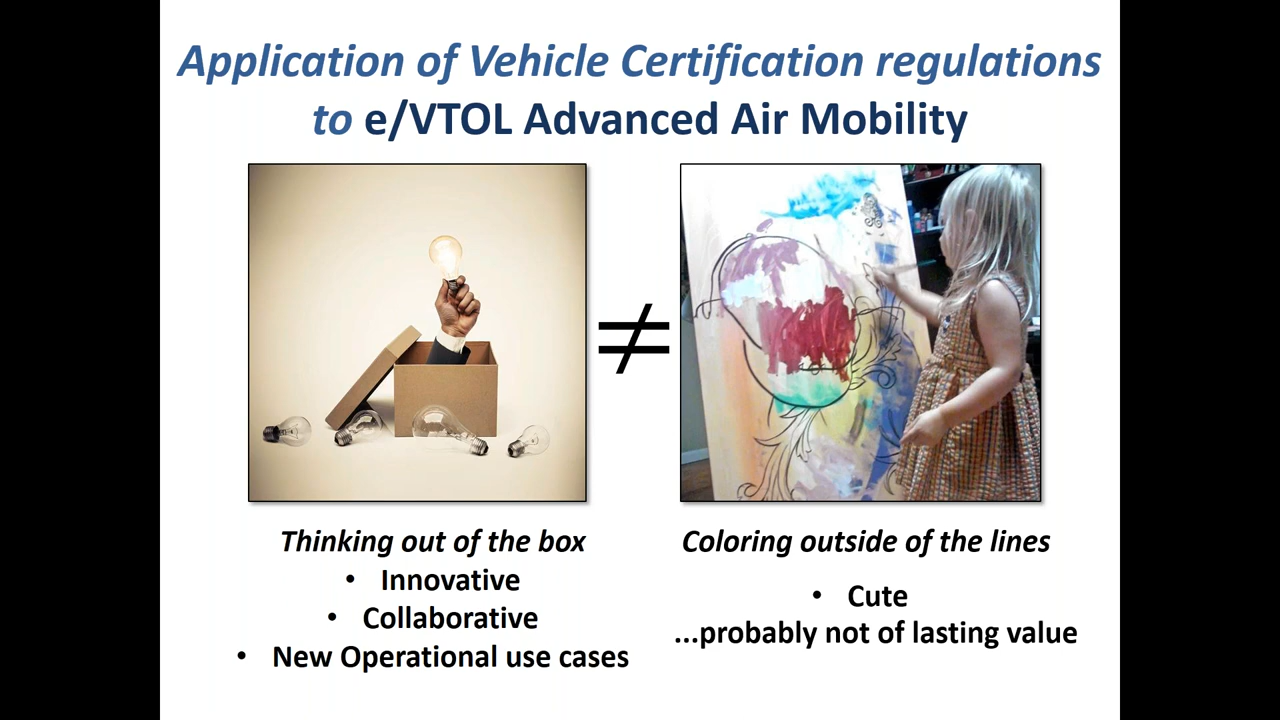 Application of Vehicle Certification regulations
to e/VTOL Advanced Air Mobility
≠
Thinking out of the box
• Innovative
• Collaborative
• New Operational use cases
Coloring outside of the lines
• Cute
...probably not of lasting value